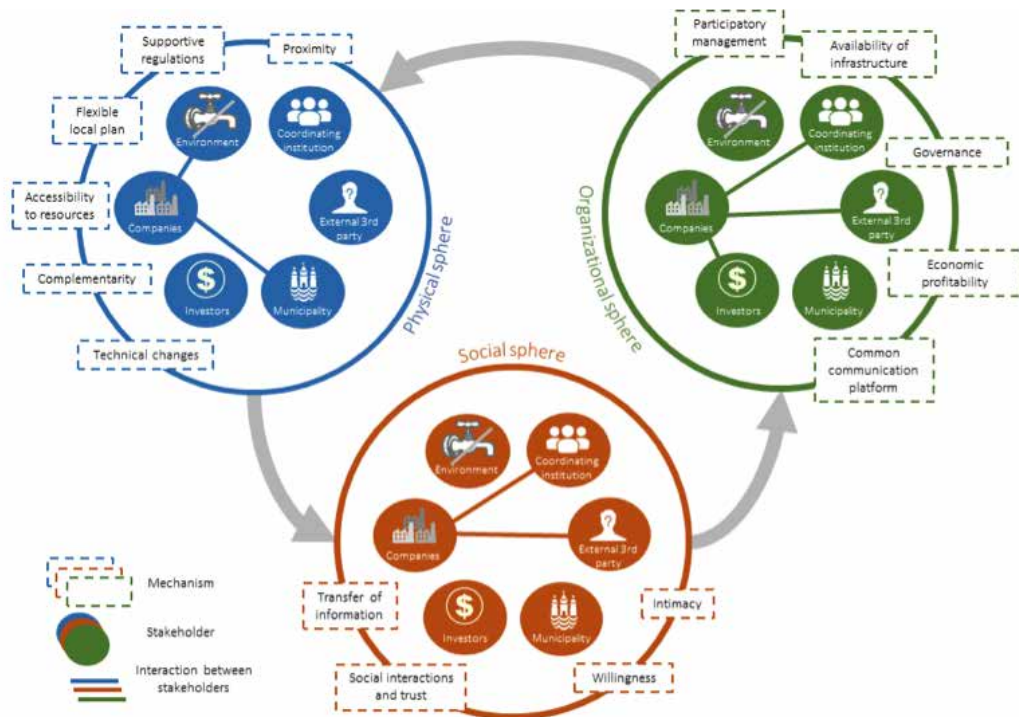 Supportive
regulations
Proximity
Flexible
local plan
Accessibility
to resources
Complementarity
Technical changes
Environment
Coordinating
institution
Companies
External 3rd
party
Investors
Municipality
Physical sphere
Participatory
management
Availability of
infrastructure
Governance
Economic
profitability
Common
communication
platform
Environment
Coordinating
institution
Companies
External 3rd
party
Investors
Municipality
Organizational sphere
Social sphere
Environment
Coordinating
institution
Companies
External 3rd
party
Investors
Municipality
Transfer of
information
Social interactions
and trust
Intimacy
Willingness
Mechanism
Stakeholder
Interaction between
stakeholders
$
$
$
?
?
?